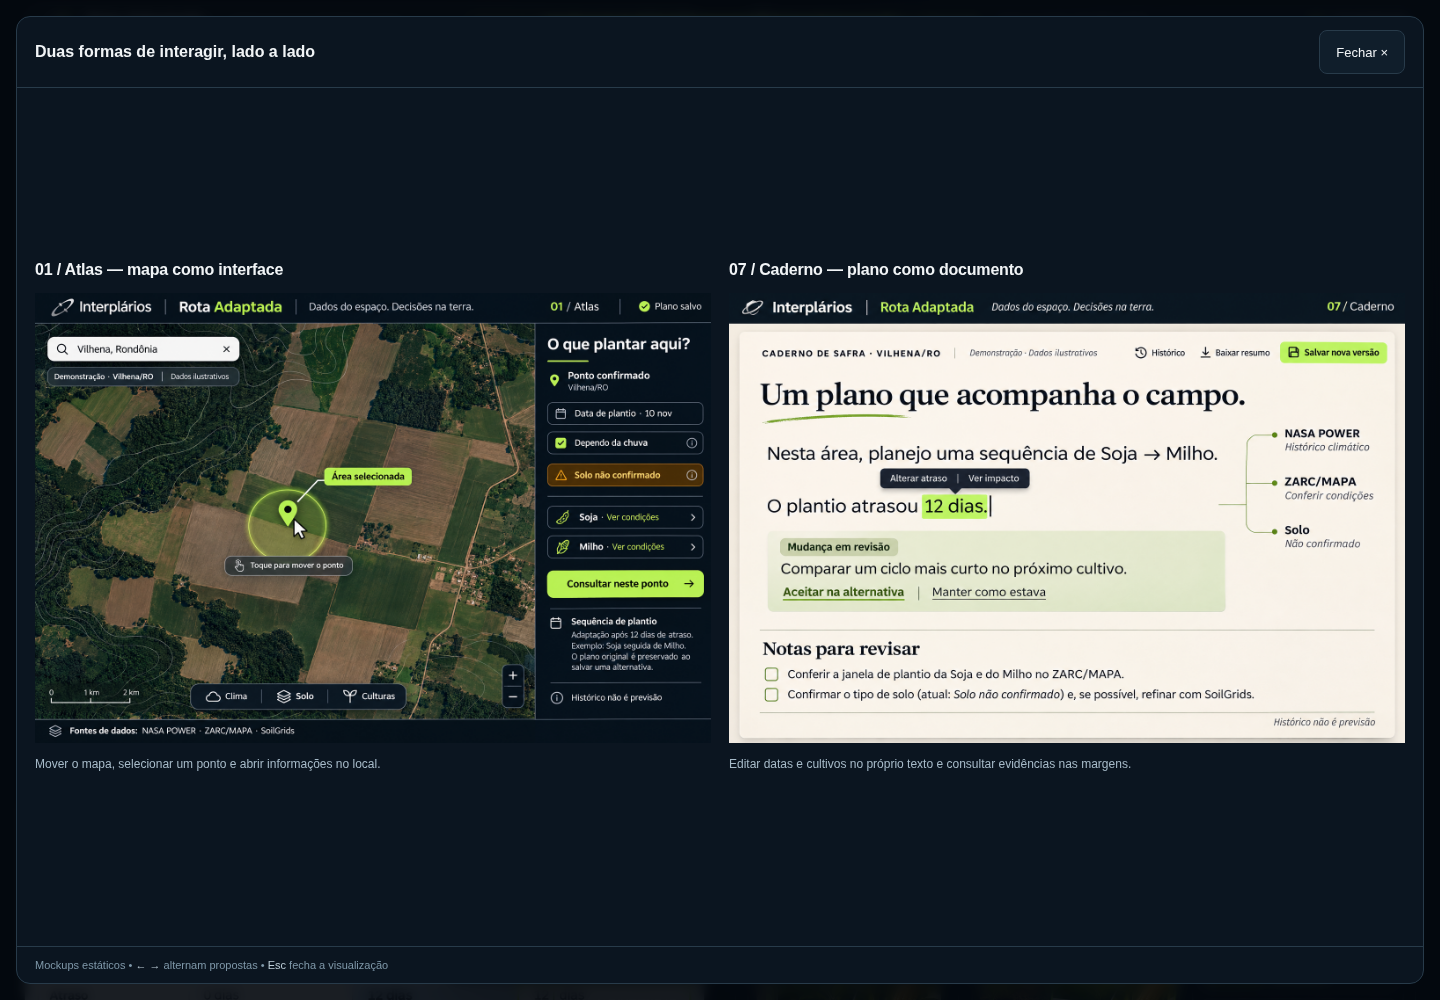 Duas formas de interagir, lado a lado
Fechar ×
01 / Atlas — mapa como interface
Interplários | Rota Adaptada | Dados do espaço. Decisões na terra.
01 / Atlas | Plano salvo
Vilhena, Rondônia ×
Demonstração · Vilhena/RO | Dados ilustrativos
Área selecionada
Toque para mover o ponto
0 1 km 2 km
Clima | Solo | Culturas
+
−
O que plantar aqui?
Ponto confirmado
Vilhena/RO
Data de plantio · 10 nov
Dependo da chuva
Solo não confirmado
Soja · Ver condições
Milho · Ver condições
Consultar neste ponto →
Sequência de plantio
Adaptação após 12 dias de atraso.
Exemplo: Soja seguida de Milho.
O plano original é preservado ao
salvar uma alternativa.
Histórico não é previsão
Fontes de dados: NASA POWER · ZARC/MAPA · SoilGrids
Mover o mapa, selecionar um ponto e abrir informações no local.
07 / Caderno — plano como documento
Interplários | Rota Adaptada Dados do espaço. Decisões na terra.
07 / Caderno
CADERNO DE SAFRA · VILHENA/RO | Demonstração · Dados ilustrativos
Histórico
Baixar resumo
Salvar nova versão
Um plano que acompanha o campo.
Nesta área, planejo uma sequência de Soja → Milho.
Alterar atraso | Ver impacto
O plantio atrasou 12 dias.
Mudança em revisão
Comparar um ciclo mais curto no próximo cultivo.
Aceitar na alternativa | Manter como estava
NASA POWER
Histórico climático
ZARC/MAPA
Conferir condições
Solo
Não confirmado
Notas para revisar
Conferir a janela de plantio da Soja e do Milho no ZARC/MAPA.
Confirmar o tipo de solo (atual: Solo não confirmado) e, se possível, refinar com SoilGrids.
Histórico não é previsão
Editar datas e cultivos no próprio texto e consultar evidências nas margens.
Mockups estáticos • ← → alternam propostas • Esc fecha a visualização